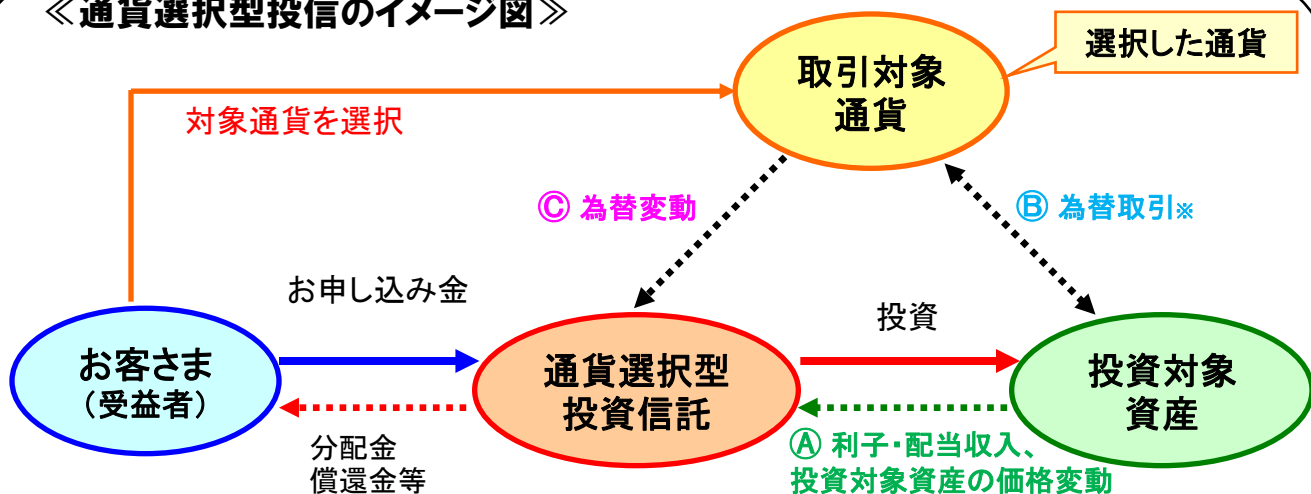 ≪通貨選択型投信のイメージ図≫
選択した通貨
取引対象
通貨
対象通貨を選択
Ⓒ 為替変動
Ⓑ 為替取引※
お申し込み金
投資
お客さま
（受益者）
通貨選択型
投資信託
投資対象
資産
分配金
償還金等
Ⓐ 利子・配当収入、
投資対象資産の価格変動